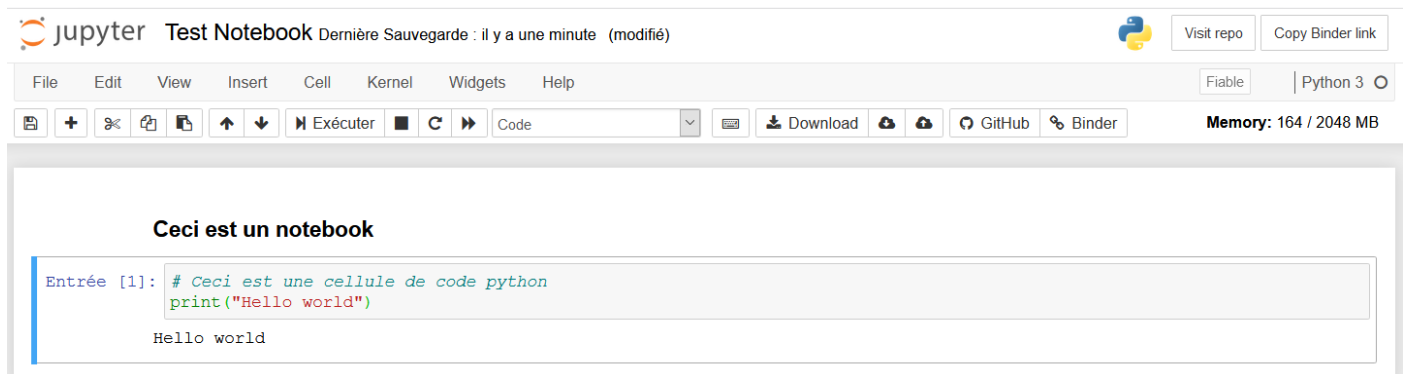 jupyter Test Notebook Dernière Sauvegarde : il y a une minute (modifié) Visit repo Copy Binder link
File Edit View Insert Cell Kernel Widgets Help Fiable Python 3
Exécuter Code Download GitHub Binder Memory: 164 / 2048 MB
Ceci est un notebook
Entrée [1]: # Ceci est une cellule de code python
print("Hello world")
Hello world